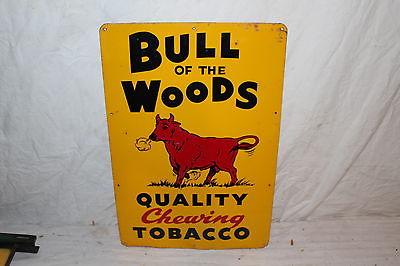 BULL
OF THE
WOODS
QUALITY
Chewing
TOBACCO